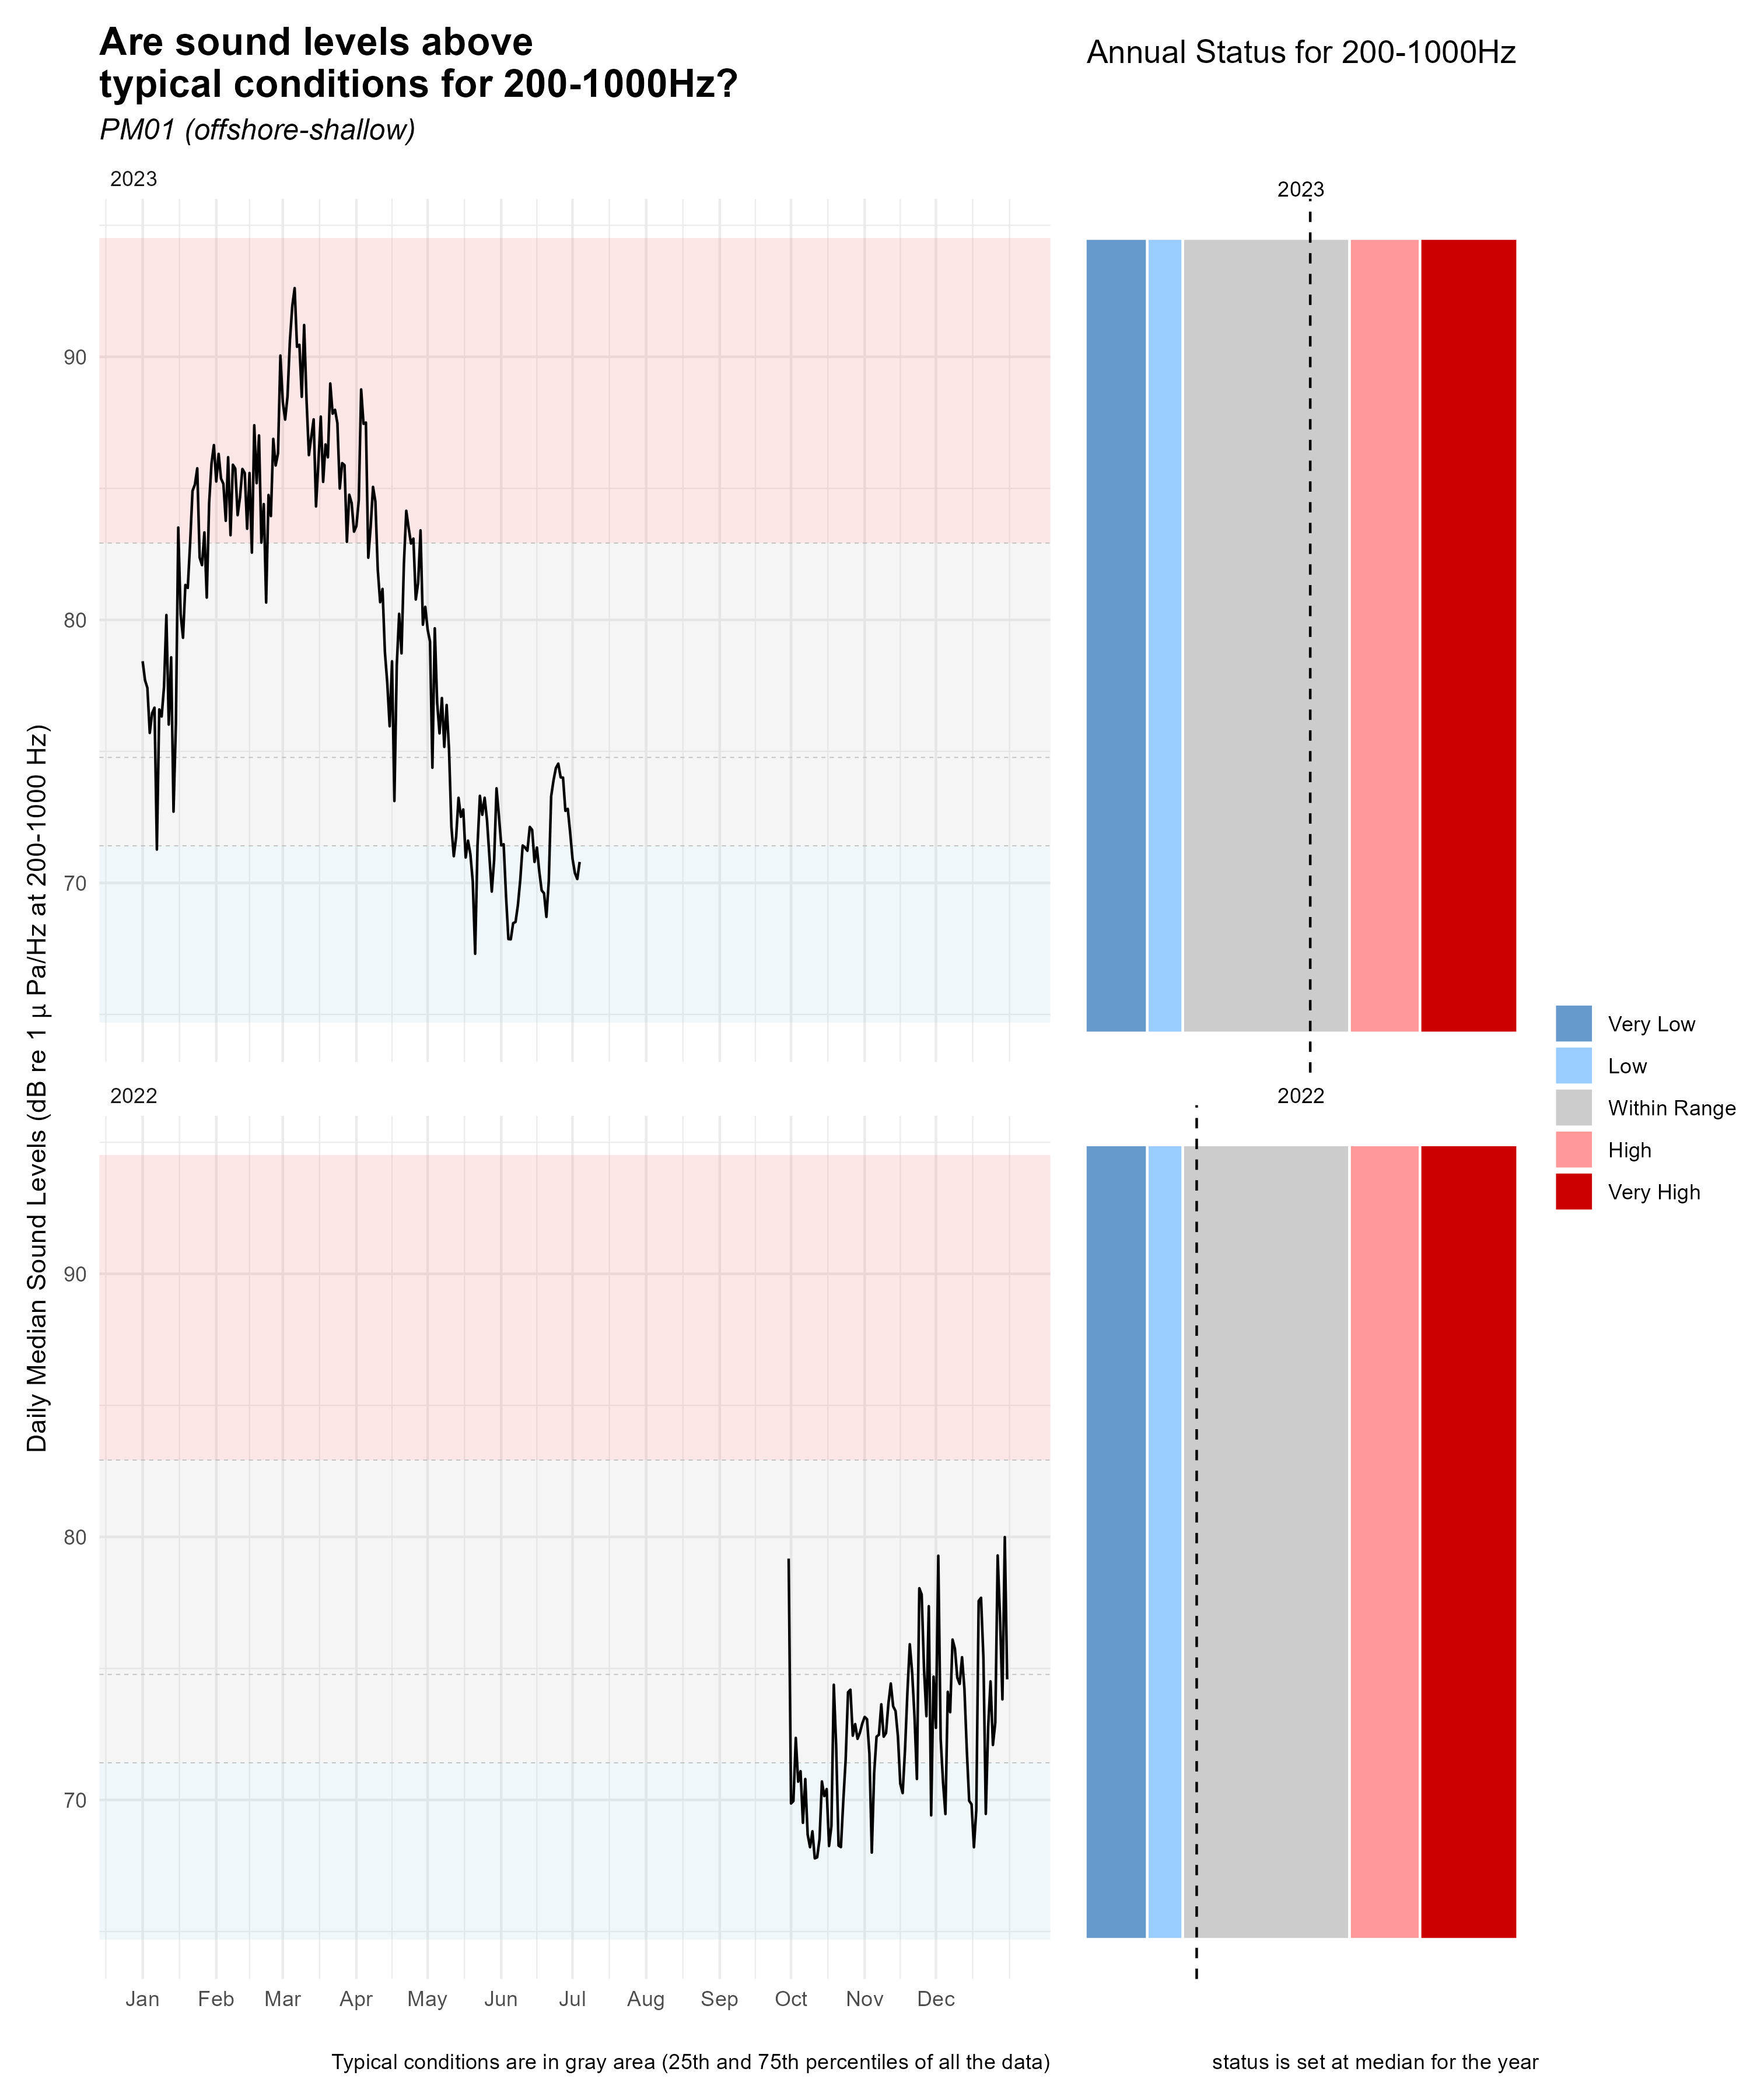 Are sound levels above
typical conditions for 200-1000Hz?
PM01 (offshore-shallow)
Annual Status for 200-1000Hz
2023
2023
90
80
70
Daily Median Sound Levels (dB re 1 μ Pa/Hz at 200-1000 Hz)
Very Low
Low
Within Range
High
Very High
2022
2022
90
80
70
Jan Feb Mar Apr May Jun Jul Aug Sep Oct Nov Dec
Typical conditions are in gray area (25th and 75th percentiles of all the data)
status is set at median for the year